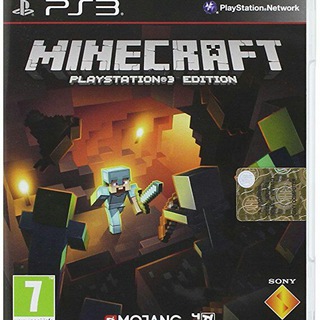 PS3
PlayStation®Network
MINECRAFT
PLAYSTATION®3 EDITION
7
MOJANG
SONY